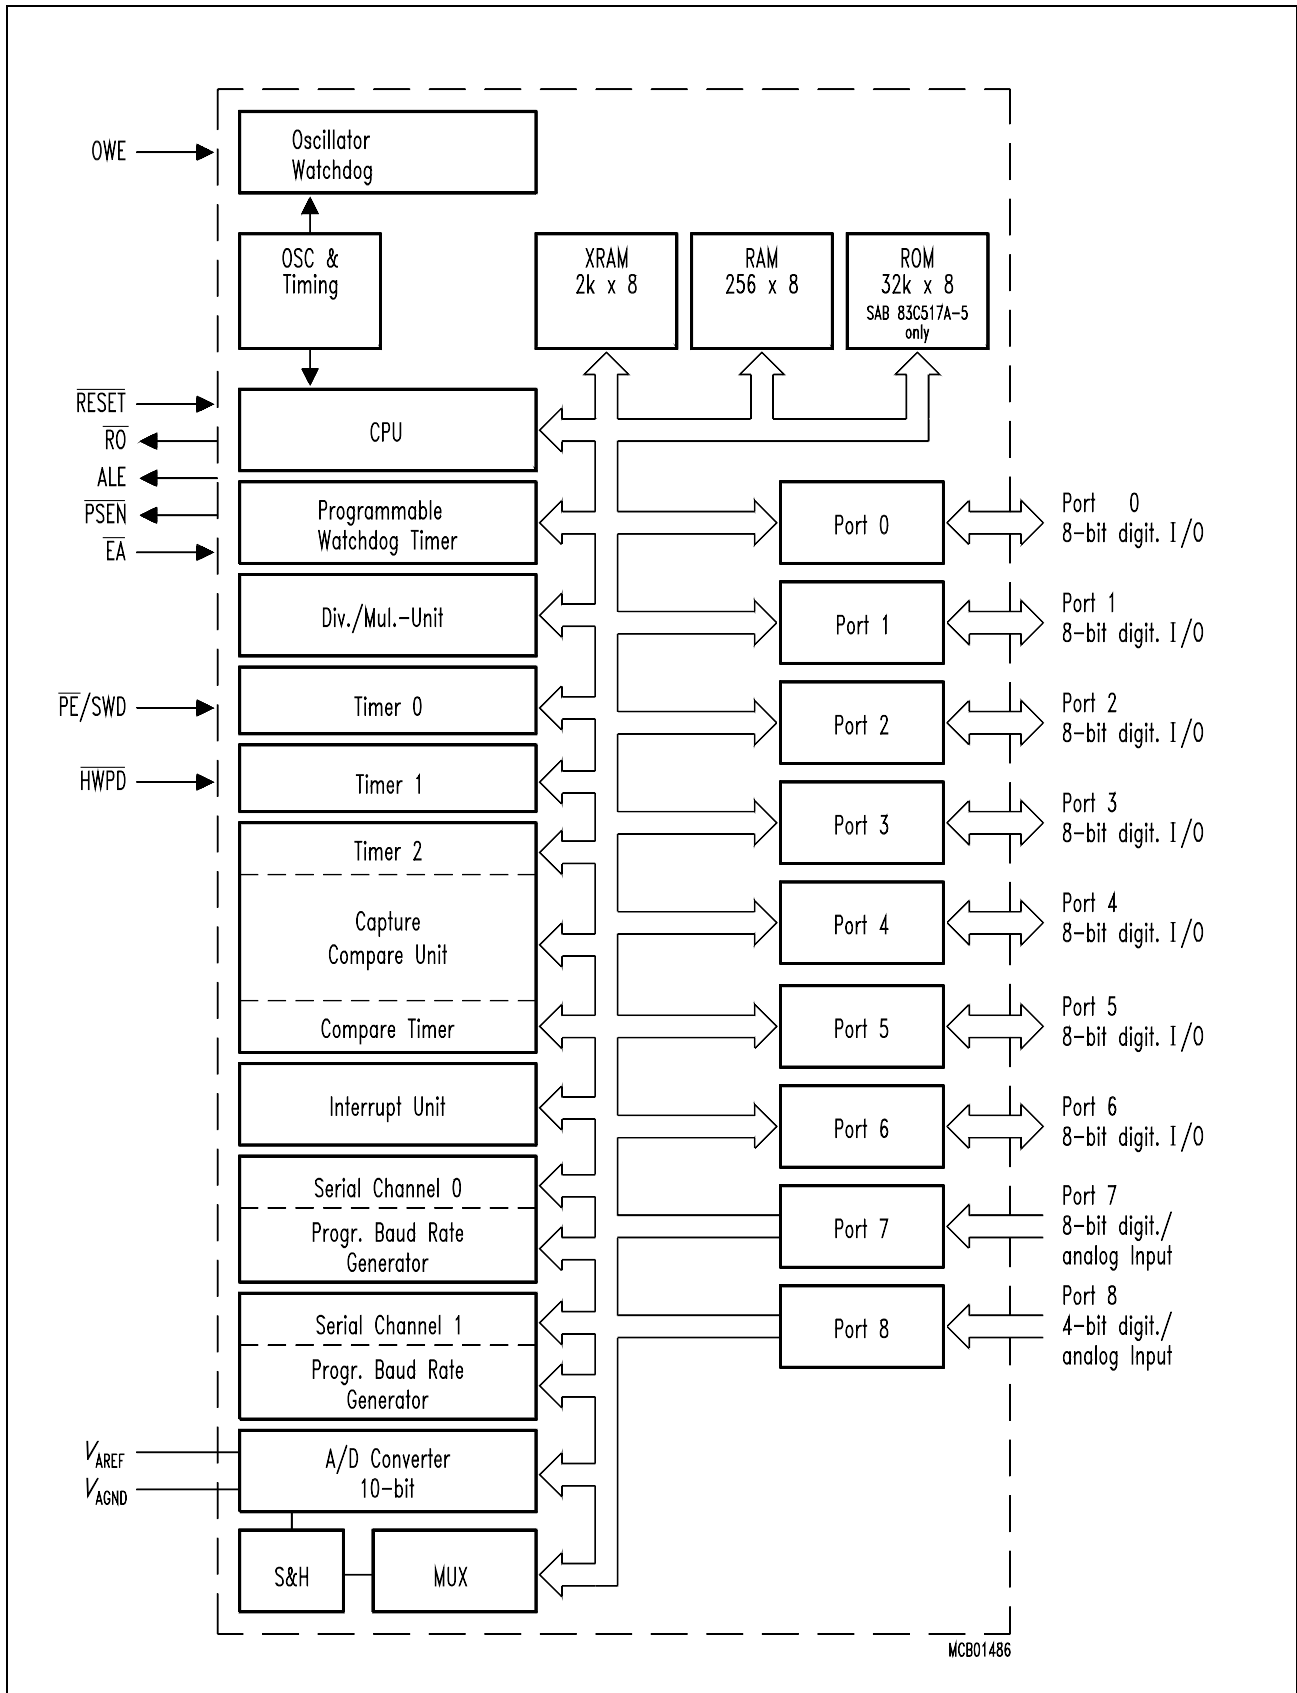 OWE
Oscillator
Watchdog
OSC &
Timing
XRAM
2k x 8
RAM
256 x 8
ROM
32k x 8
SAB 83C517A-5
only
RESET
RO
ALE
PSEN
EA
CPU
Programmable
Watchdog Timer
Div./Mul.-Unit
PE/SWD
Timer 0
HWPD
Timer 1
Timer 2
Capture
Compare Unit
Compare Timer
Interrupt Unit
Serial Channel 0
Progr. Baud Rate
Generator
Serial Channel 1
Progr. Baud Rate
Generator
VAREF
VAGND
A/D Converter
10-bit
S&H
MUX
Port 0
Port 0
8-bit digit. I/O
Port 1
Port 1
8-bit digit. I/O
Port 2
Port 2
8-bit digit. I/O
Port 3
Port 3
8-bit digit. I/O
Port 4
Port 4
8-bit digit. I/O
Port 5
Port 5
8-bit digit. I/O
Port 6
Port 6
8-bit digit. I/O
Port 7
Port 7
8-bit digit./
analog Input
Port 8
Port 8
4-bit digit./
analog Input
MCB01486